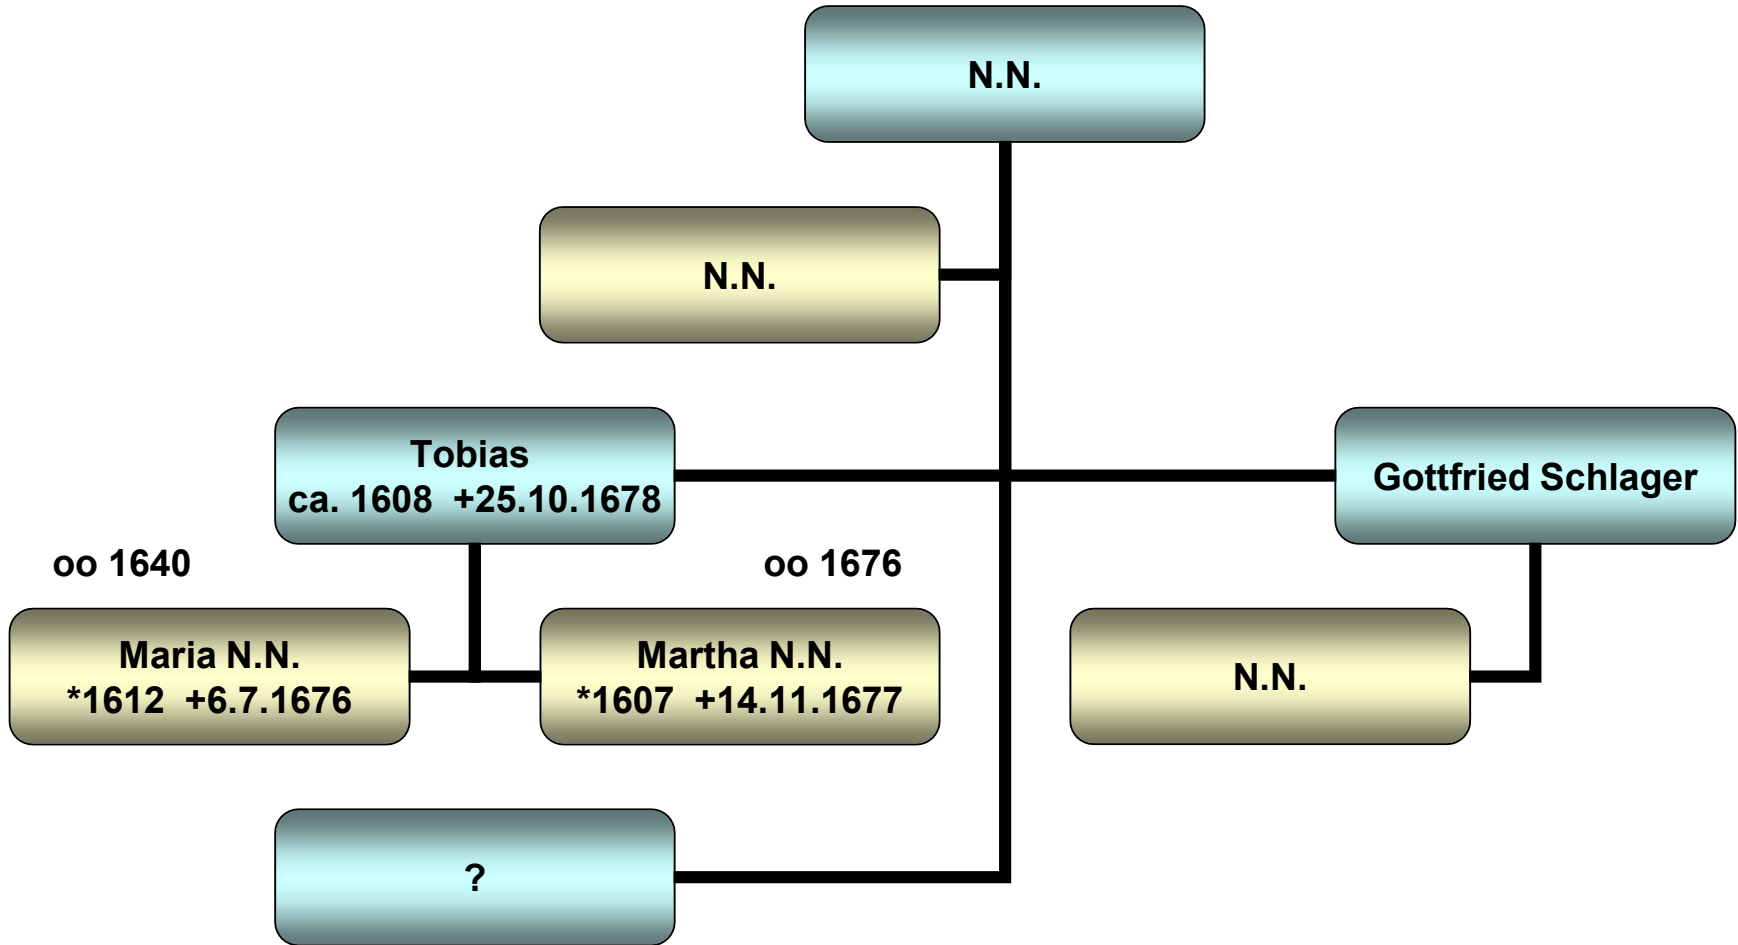 N.N.
N.N.
Tobias
ca. 1608 +25.10.1678
Gottfried Schlager
oo 1640
oo 1676
Maria N.N.
*1612 +6.7.1676
Martha N.N.
*1607 +14.11.1677
N.N.
?